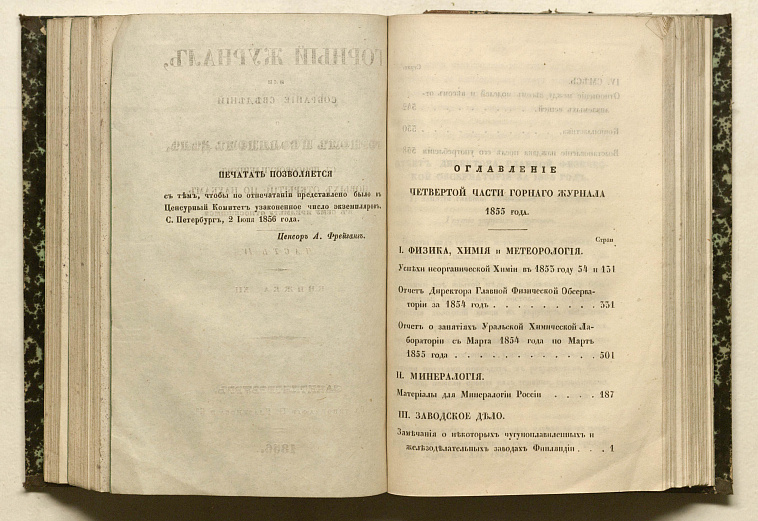 ПЕЧАТАТЬ ПОЗВОЛЯЕТСЯ
съ тѣмъ, чтобы по отпечатаніи представлено было въ
Ценсурный Комитетъ узаконенное число экземпляровъ.
С. Петербургъ, 2 Іюня 1856 года.
Ценсоръ А. Фрейгангъ.
ОГЛАВЛЕНІЕ
ЧЕТВЕРТОЙ ЧАСТИ ГОРНАГО ЖУРНАЛА
1855 года.
Стран
I. ФИЗИКА, ХИМІЯ и МЕТЕОРОЛОГІЯ.
Успѣхи неорганической Химіи въ 1853 году 54 и 131
Отчетъ Директора Главной Физической Обсерва-
торіи за 1854 годъ . . . . . . . . . 331
Отчетъ о занятіяхъ Уральской Химической Ла-
бораторіи съ Марта 1854 года по Мартъ
1855 года . . . . . . . . . . . . 501
II. МИНЕРАЛОГІЯ.
Матеріалы для Минералогіи Россіи . . . . 187
III. ЗАВОДСКОЕ ДѢЛО.
Замѣчанія о нѣкоторыхъ чугуноплавиленныхъ и
желѣзодѣлательныхъ заводахъ Финляндіи . . . 1